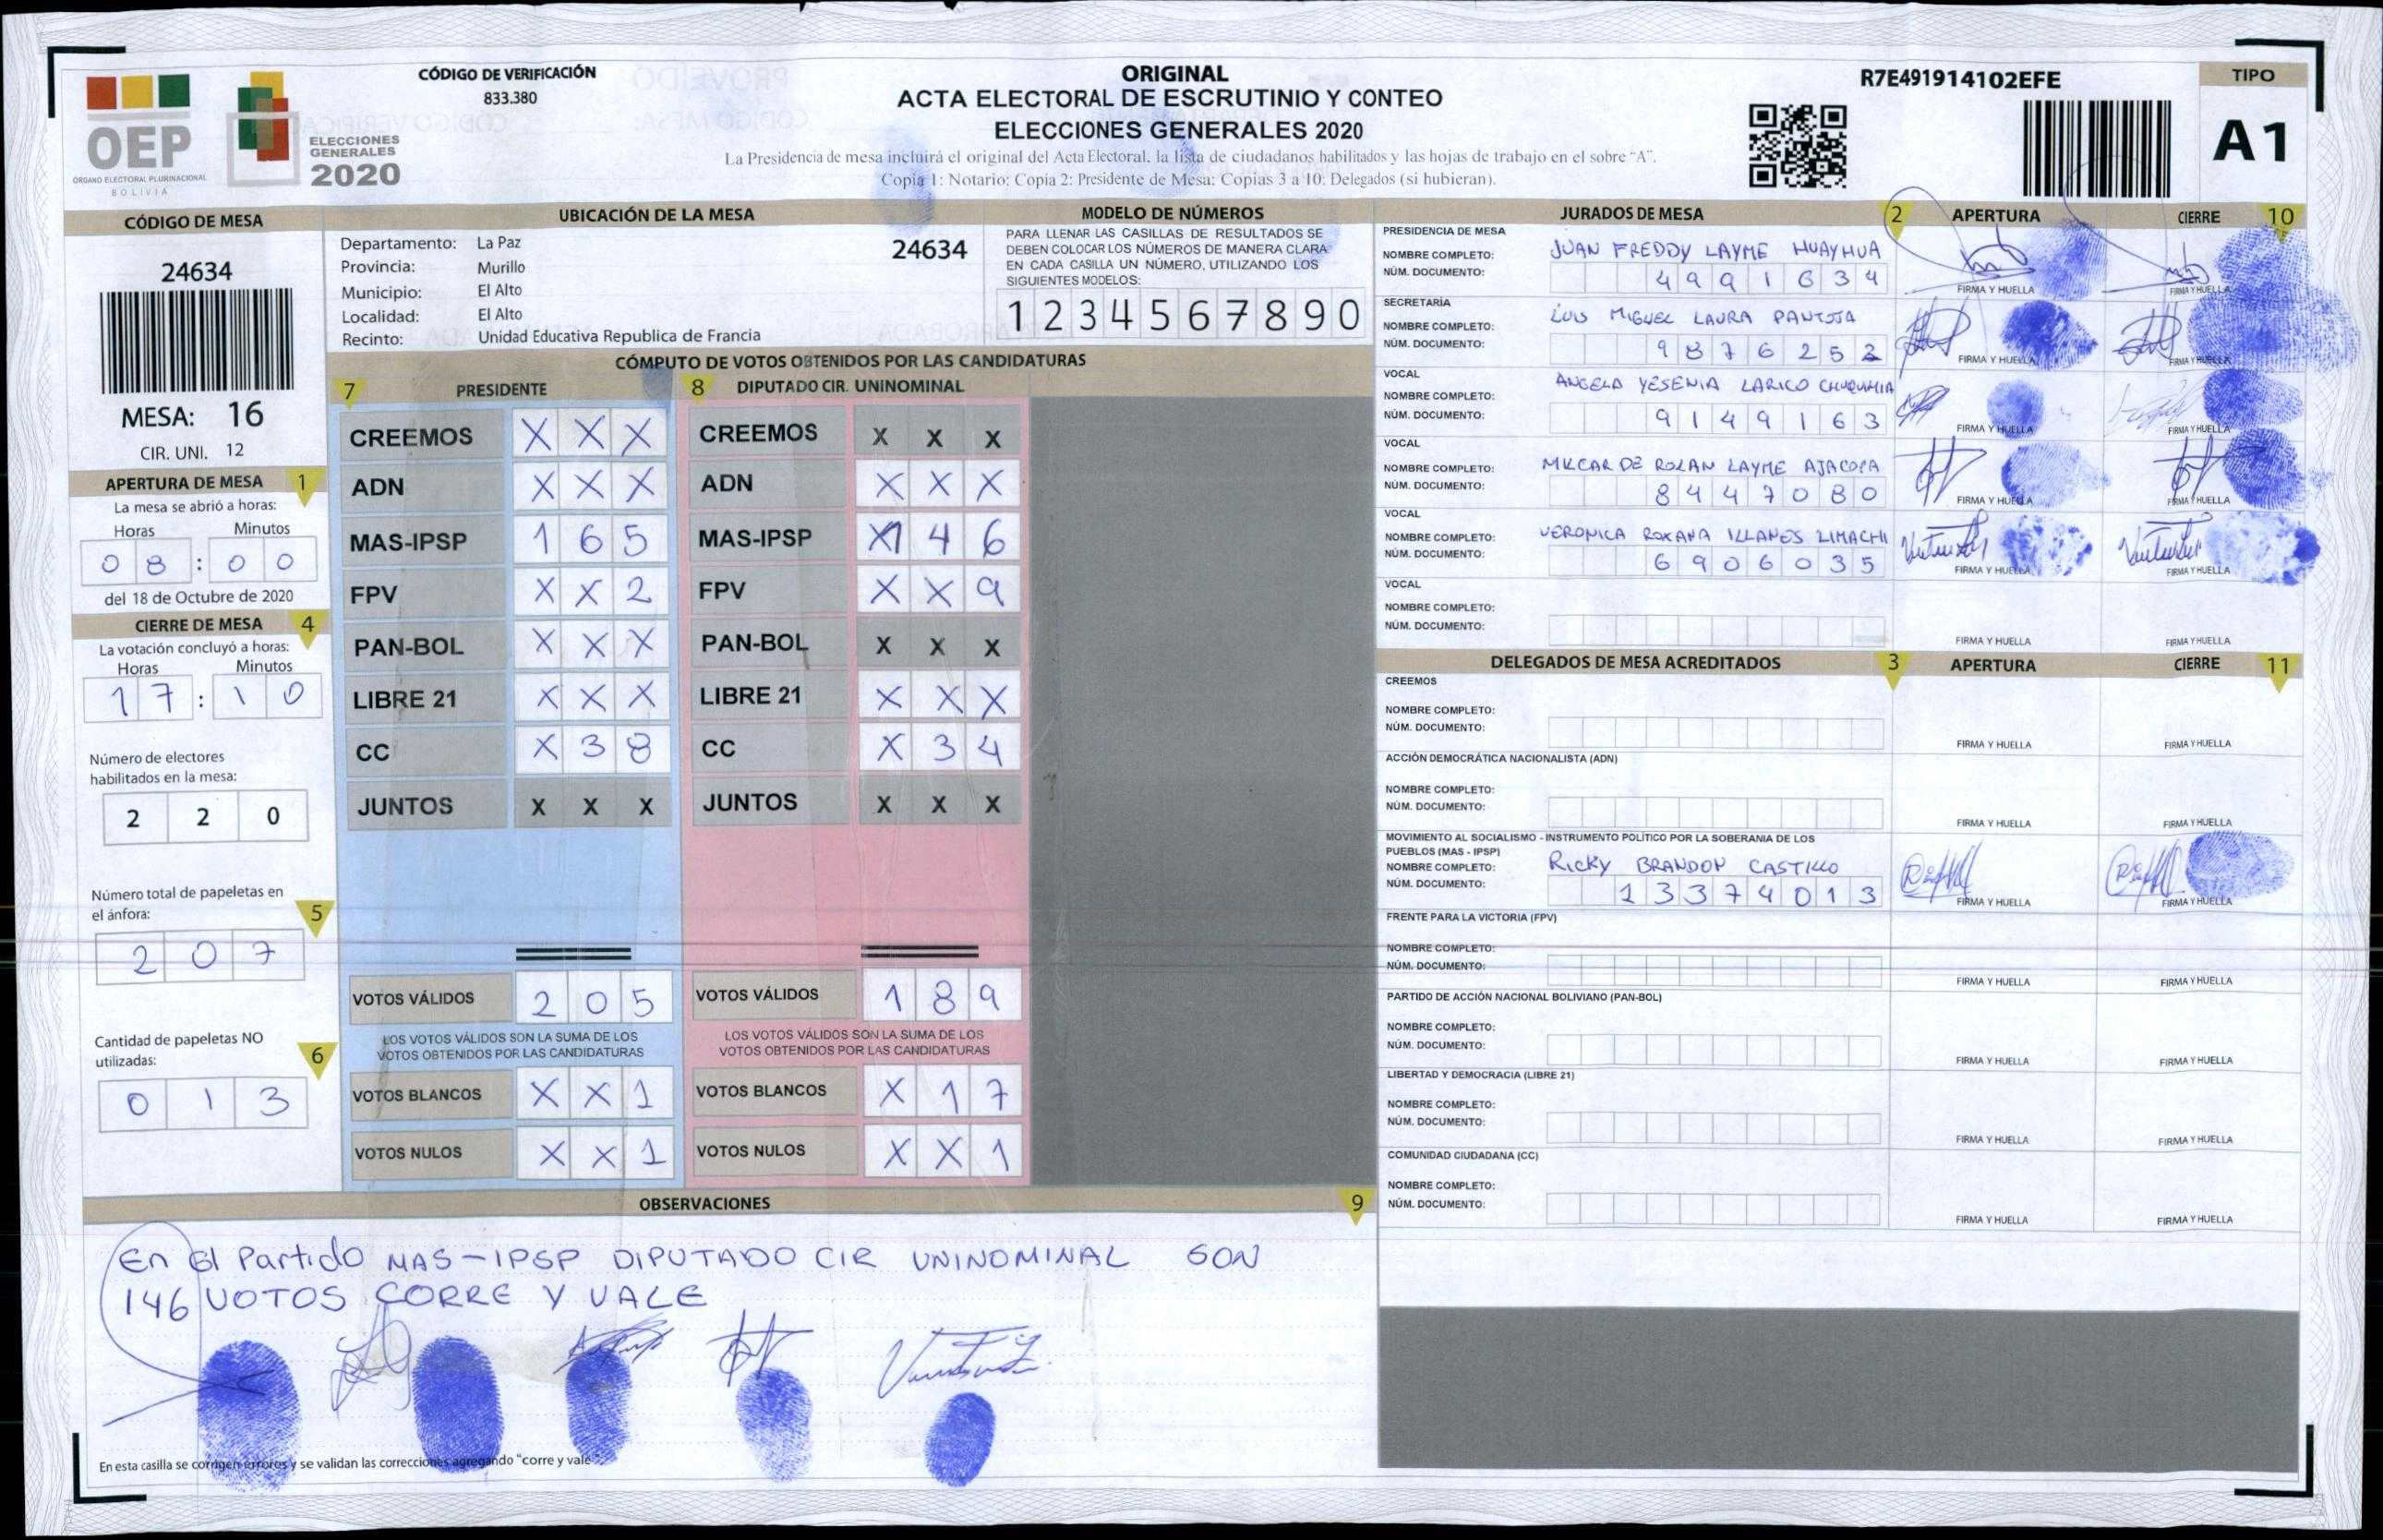 CÓDIGO DE VERIFICACIÓN
833.380
ORIGINAL
ACTA ELECTORAL DE ESCRUTINIO Y CONTEO
ELECCIONES GENERALES 2020
La Presidencia de mesa incluirá el original del Acta Electoral, la lista de ciudadanos habilitados y las hojas de trabajo en el sobre "A".
Copia 1: Notario; Copia 2: Presidente de Mesa; Copias 3 a 10: Delegados (si hubieran).
R7E491914102EFE
TIPO
A1
OEP
ÓRGANO ELECTORAL PLURINACIONAL
BOLIVIA
ELECCIONES
GENERALES
2020
CÓDIGO DE MESA
24634
MESA: 16
CIR. UNI. 12
APERTURA DE MESA 1
La mesa se abrió a horas:
Horas Minutos
0 8 : 0 0
del 18 de Octubre de 2020
CIERRE DE MESA 4
La votación concluyó a horas:
Horas Minutos
1 7 : 1 0
Número de electores
habilitados en la mesa:
2 2 0
Número total de papeletas en
el ánfora: 5
2 0 7
Cantidad de papeletas NO
utilizadas: 6
0 1 3
UBICACIÓN DE LA MESA
24634
Departamento: La Paz
Provincia: Murillo
Municipio: El Alto
Localidad: El Alto
Recinto: Unidad Educativa Republica de Francia
MODELO DE NÚMEROS
PARA LLENAR LAS CASILLAS DE RESULTADOS SE
DEBEN COLOCAR LOS NÚMEROS DE MANERA CLARA
EN CADA CASILLA UN NÚMERO, UTILIZANDO LOS
SIGUIENTES MODELOS:
1 2 3 4 5 6 7 8 9 0
CÓMPUTO DE VOTOS OBTENIDOS POR LAS CANDIDATURAS
7 PRESIDENTE
CREEMOS X X X
ADN X X X
MAS-IPSP 1 6 5
FPV X X 2
PAN-BOL X X X
LIBRE 21 X X X
CC X 3 8
JUNTOS X X X
VOTOS VÁLIDOS 2 0 5
LOS VOTOS VÁLIDOS SON LA SUMA DE LOS
VOTOS OBTENIDOS POR LAS CANDIDATURAS
VOTOS BLANCOS X X 1
VOTOS NULOS X X 1
8 DIPUTADO CIR. UNINOMINAL
CREEMOS X X X
ADN X X X
MAS-IPSP X1 4 6
FPV X X 9
PAN-BOL X X X
LIBRE 21 X X X
CC X 3 4
JUNTOS X X X
VOTOS VÁLIDOS 1 8 9
LOS VOTOS VÁLIDOS SON LA SUMA DE LOS
VOTOS OBTENIDOS POR LAS CANDIDATURAS
VOTOS BLANCOS X 1 7
VOTOS NULOS X X 1
OBSERVACIONES 9
En El Partido MAS-IPSP DIPUTADO CIR UNINOMINAL SON
146 VOTOS CORRE Y VALE
En esta casilla se corrigen errores y se validan las correcciones agregando "corre y vale"
JURADOS DE MESA 2 APERTURA CIERRE 10
PRESIDENCIA DE MESA
NOMBRE COMPLETO: JUAN FREDDY LAYME HUAYHUA
NÚM. DOCUMENTO: 4 9 9 1 6 3 4
FIRMA Y HUELLA FIRMA Y HUELLA
SECRETARÍA
NOMBRE COMPLETO: LUIS MIGUEL LAURA PANTOJA
NÚM. DOCUMENTO: 9 8 7 6 2 5 2
FIRMA Y HUELLA FIRMA Y HUELLA
VOCAL
NOMBRE COMPLETO: ANGELA YESENIA LARICO CHUQUIMIA
NÚM. DOCUMENTO: 9 1 4 9 1 6 3
FIRMA Y HUELLA FIRMA Y HUELLA
VOCAL
NOMBRE COMPLETO: LAYME
NÚM. DOCUMENTO: 8 4 4 7 0 8 0
FIRMA Y HUELLA FIRMA Y HUELLA
VOCAL
NOMBRE COMPLETO: VERONICA ROXANA ILLANES LIMACHI
NÚM. DOCUMENTO: 6 9 0 6 0 3 5
FIRMA Y HUELLA FIRMA Y HUELLA
VOCAL
NOMBRE COMPLETO:
NÚM. DOCUMENTO:
FIRMA Y HUELLA FIRMA Y HUELLA
DELEGADOS DE MESA ACREDITADOS 3 APERTURA CIERRE 11
CREEMOS
NOMBRE COMPLETO:
NÚM. DOCUMENTO:
FIRMA Y HUELLA FIRMA Y HUELLA
ACCIÓN DEMOCRÁTICA NACIONALISTA (ADN)
NOMBRE COMPLETO:
NÚM. DOCUMENTO:
FIRMA Y HUELLA FIRMA Y HUELLA
MOVIMIENTO AL SOCIALISMO - INSTRUMENTO POLÍTICO POR LA SOBERANIA DE LOS
PUEBLOS (MAS - IPSP)
NOMBRE COMPLETO: RICKY BRANDON CASTILLO
NÚM. DOCUMENTO: 1 3 3 7 4 0 1 3
FIRMA Y HUELLA FIRMA Y HUELLA
FRENTE PARA LA VICTORIA (FPV)
NOMBRE COMPLETO:
NÚM. DOCUMENTO:
FIRMA Y HUELLA FIRMA Y HUELLA
PARTIDO DE ACCIÓN NACIONAL BOLIVIANO (PAN-BOL)
NOMBRE COMPLETO:
NÚM. DOCUMENTO:
FIRMA Y HUELLA FIRMA Y HUELLA
LIBERTAD Y DEMOCRACIA (LIBRE 21)
NOMBRE COMPLETO:
NÚM. DOCUMENTO:
FIRMA Y HUELLA FIRMA Y HUELLA
COMUNIDAD CIUDADANA (CC)
NOMBRE COMPLETO:
NÚM. DOCUMENTO:
FIRMA Y HUELLA FIRMA Y HUELLA